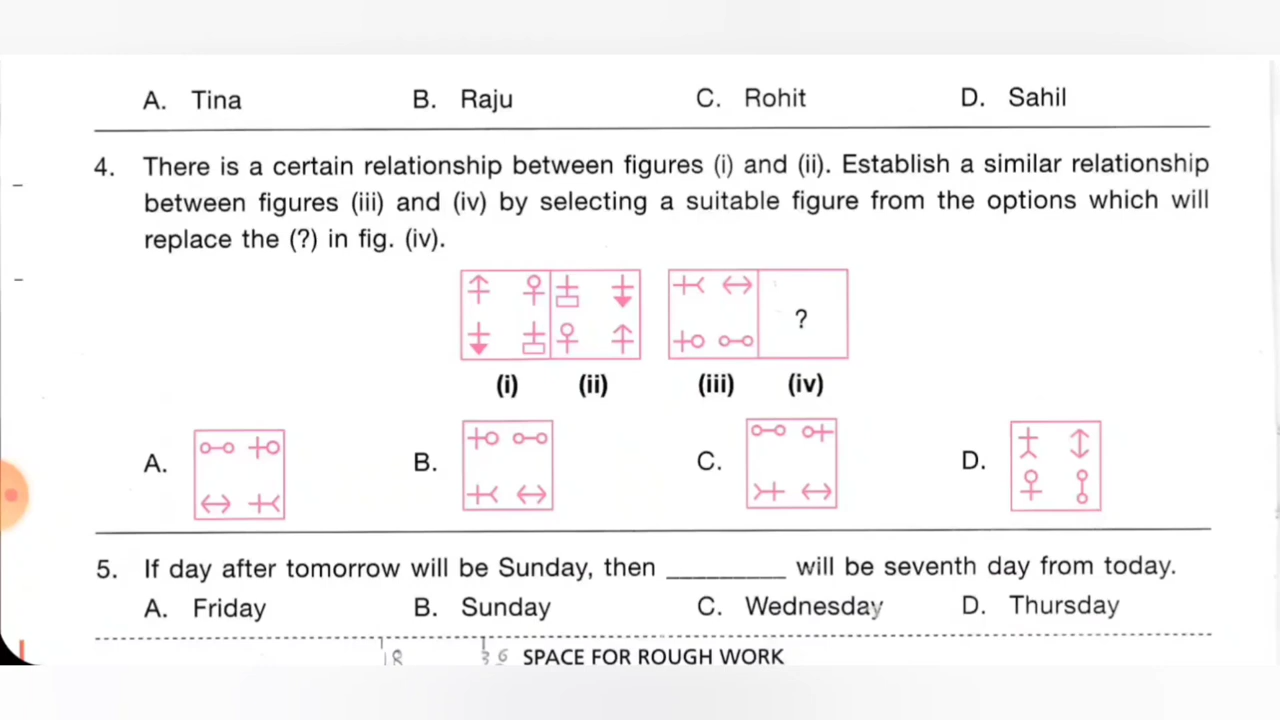 A. Tina B. Raju C. Rohit D. Sahil
4. There is a certain relationship between figures (i) and (ii). Establish a similar relationship
between figures (iii) and (iv) by selecting a suitable figure from the options which will
replace the (?) in fig. (iv).
?
(i) (ii) (iii) (iv)
A. B. C. D.
5. If day after tomorrow will be Sunday, then ________ will be seventh day from today.
A. Friday B. Sunday C. Wednesday D. Thursday
SPACE FOR ROUGH WORK